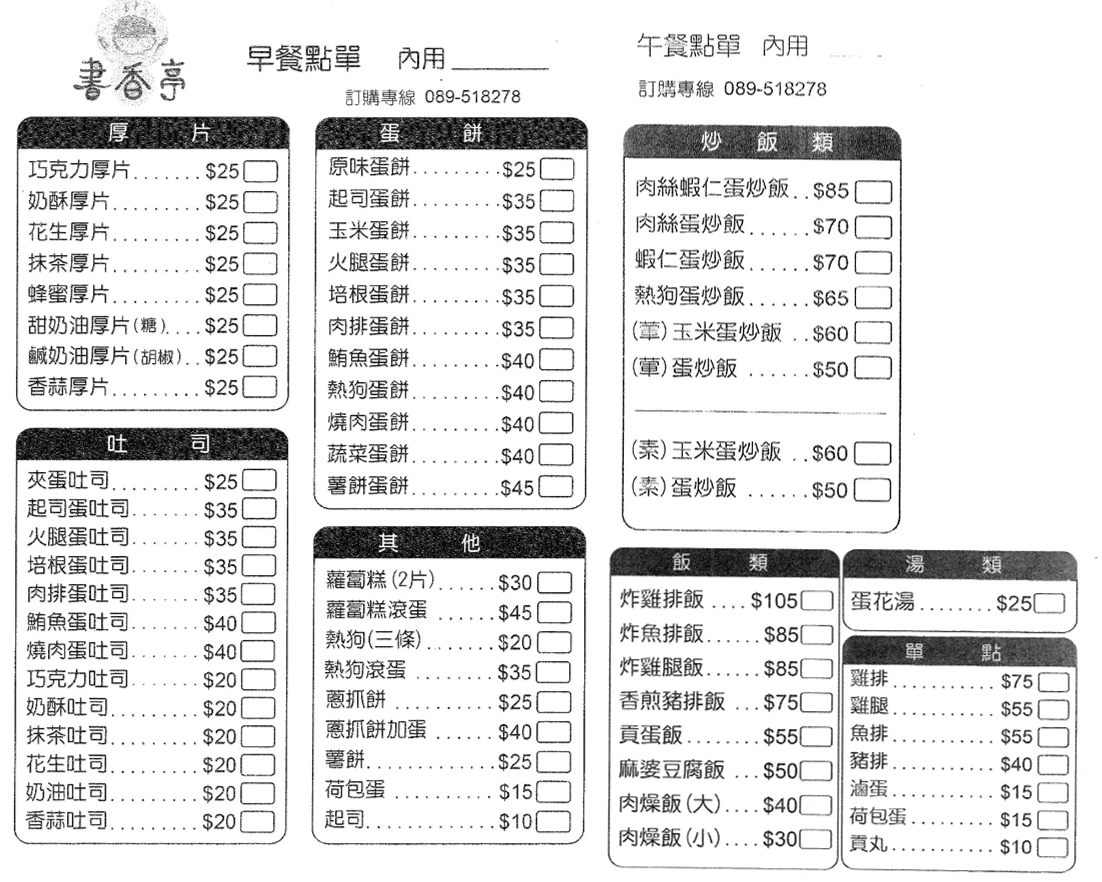 書香亭
早餐點單 內用
訂購專線 089-518278
厚片
巧克力厚片.......$25
奶酥厚片.........$25
花生厚片.........$25
抹茶厚片.........$25
蜂蜜厚片.........$25
甜奶油厚片(糖)....$25
鹹奶油厚片(胡椒)..$25
香蒜厚片.........$25
吐司
夾蛋吐司.........$25
起司蛋吐司.......$35
火腿蛋吐司.......$35
培根蛋吐司.......$35
肉排蛋吐司.......$35
鮪魚蛋吐司.......$40
燒肉蛋吐司.......$40
巧克力吐司.......$20
奶酥吐司.........$20
抹茶吐司.........$20
花生吐司.........$20
奶油吐司.........$20
香蒜吐司.........$20
蛋餅
原味蛋餅.........$25
起司蛋餅.........$35
玉米蛋餅.........$35
火腿蛋餅.........$35
培根蛋餅.........$35
肉排蛋餅.........$35
鮪魚蛋餅.........$40
熱狗蛋餅.........$40
燒肉蛋餅.........$40
蔬菜蛋餅.........$40
薯餅蛋餅.........$45
其他
蘿蔔糕(2片)......$30
蘿蔔糕滾蛋 ......$45
熱狗(三條).......$20
熱狗滾蛋 ........$35
蔥抓餅 ..........$25
蔥抓餅加蛋 ......$40
薯餅.............$25
荷包蛋 ..........$15
起司.............$10
午餐點單 內用
訂購專線 089-518278
炒飯類
肉絲蝦仁蛋炒飯..$85
肉絲蛋炒飯......$70
蝦仁蛋炒飯......$70
熱狗蛋炒飯......$65
(葷)玉米蛋炒飯..$60
(葷)蛋炒飯 ......$50
(素)玉米蛋炒飯..$60
(素)蛋炒飯 ......$50
飯類
炸雞排飯 ....$105
炸魚排飯 .....$85
炸雞腿飯 .....$85
香煎豬排飯 ...$75
貢蛋飯 .......$55
麻婆豆腐飯 ...$50
肉燥飯(大)....$40
肉燥飯(小)....$30
湯類
蛋花湯........$25
單點
雞排...........$75
雞腿...........$55
魚排...........$55
豬排...........$40
滷蛋...........$15
荷包蛋.........$15
貢丸...........$10